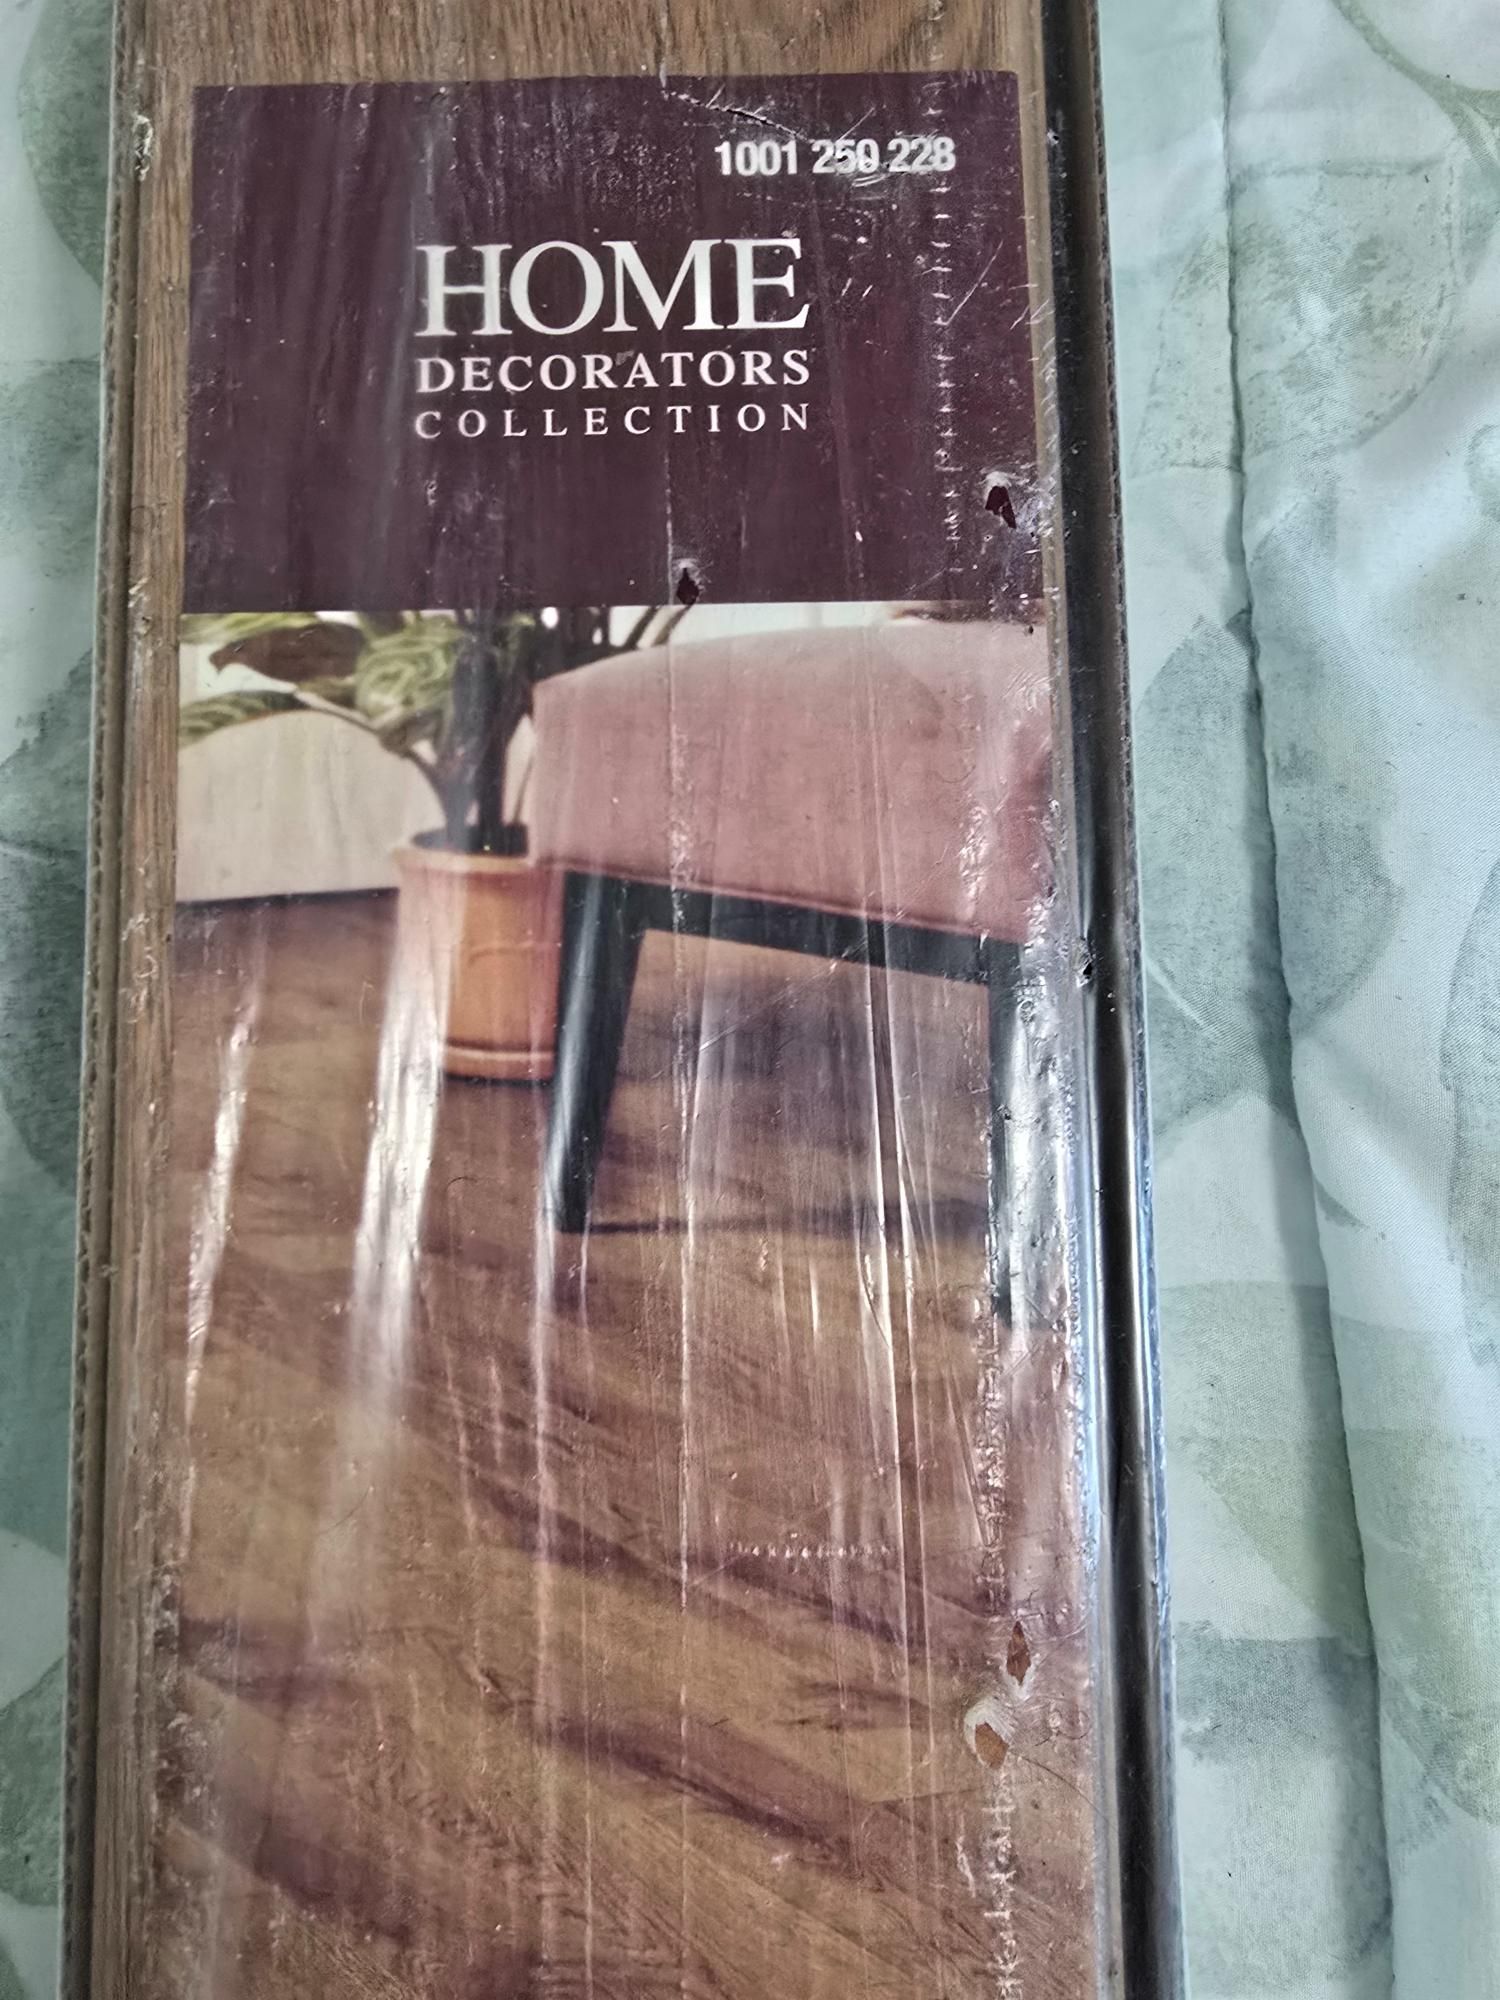 1001 250 228
HOME
DECORATORS
COLLECTION